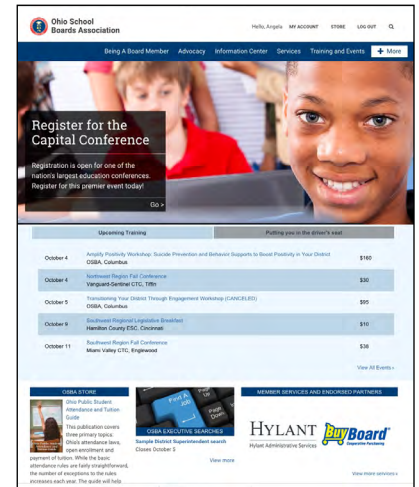 Ohio School
Boards Association
Hello, Angela MY ACCOUNT STORE LOG OUT
Being A Board Member Advocacy Information Center Services Training and Events + More
Register for the
Capital Conference
Registration is open for one of the
nation's largest education conferences.
Register for this premier event today!
Go >
Upcoming Training Putting you in the driver's seat
October 4 Amplify Positivity Workshop: Suicide Prevention and Behavior Supports to Boost Positivity in Your District $160
OSBA, Columbus
October 4 Northwest Region Fall Conference $30
Vanguard-Sentinel CTC, Tiffin
October 5 Transforming Your District Through Engagement Workshop (CANCELED) $95
OSBA, Columbus
October 9 Southwest Regional Legislative Breakfast $10
Hamilton County ESC, Cincinnati
October 11 Southwest Region Fall Conference $38
Miami Valley CTC, Englewood
View All Events »
OSBA STORE
Ohio Public Student
Attendance and Tuition
Guide
This publication covers
three primary topics:
Ohio's attendance laws,
open enrollment and
payment of tuition. While the basic
attendance rules are fairly straightforward,
the number of exceptions to the rules
increases each year. The guide will help
Find A
Job
Page
Up
Page
Down
OSBA EXECUTIVE SEARCHES
Sample District Superintendent search
Closes October 5
View more
MEMBER SERVICES AND ENDORSED PARTNERS
HYLANT
Hylant Administrative Services
BuyBoard
Cooperative Purchasing
View more services »